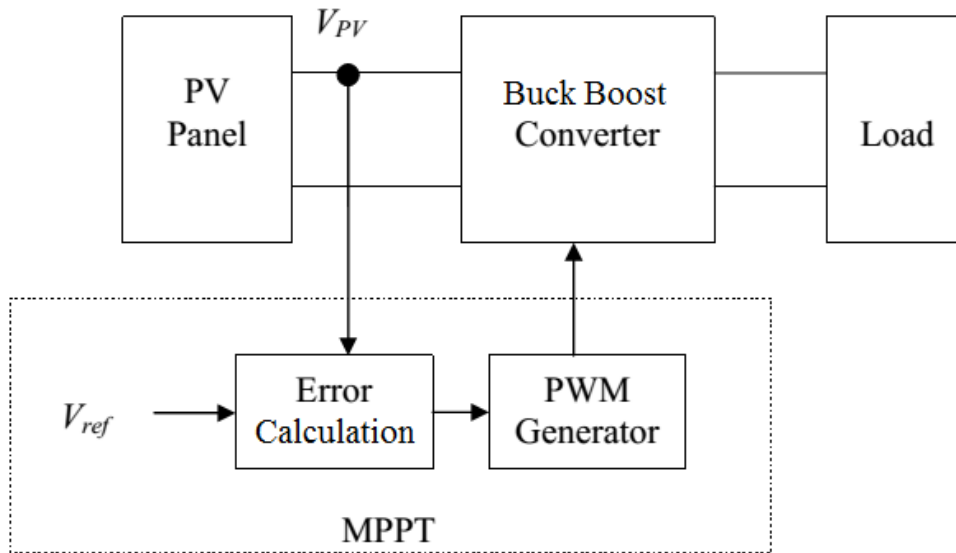 V_PV
PV
Panel
Buck Boost
Converter
Load
V_ref
Error
Calculation
PWM
Generator
MPPT